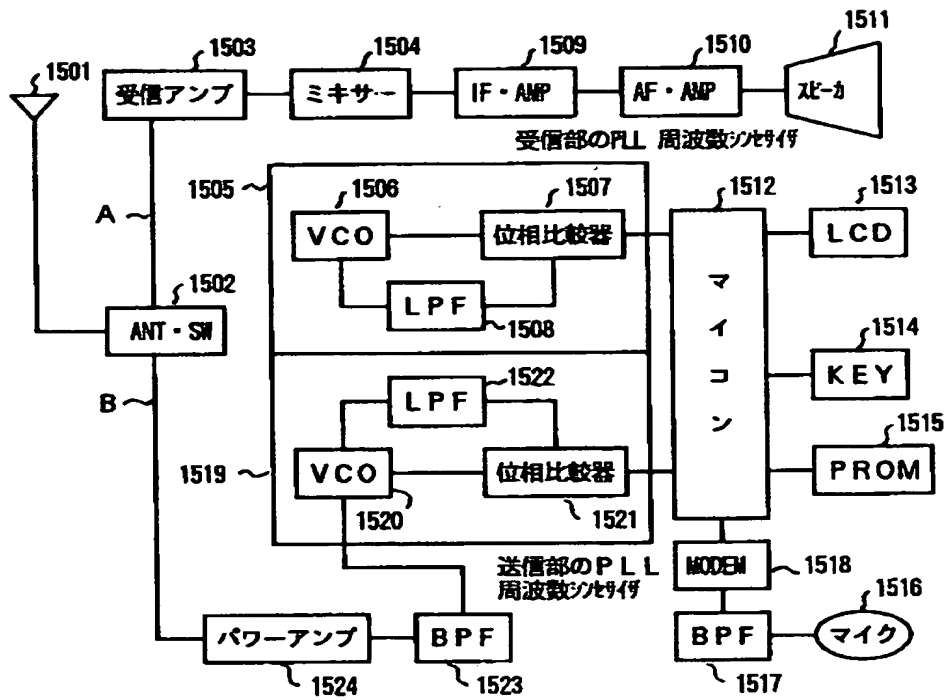 1501
1503
1504
1509
1510
1511
受信アンプ
ミキサー
IF・AMP
AF・AMP
スピーカ
受信部のPLL 周波数シンセサイザ
1505
1506
1507
1512
1513
A
VCO
位相比較器
マイコン
LCD
1502
LPF
1508
ANT・SW
1514
1522
KEY
B
LPF
1515
1519
VCO
位相比較器
PROM
1520
1521
送信部のPLL
周波数シンセサイザ
MODEM
1518
1516
パワーアンプ
BPF
BPF
マイク
1524
1523
1517